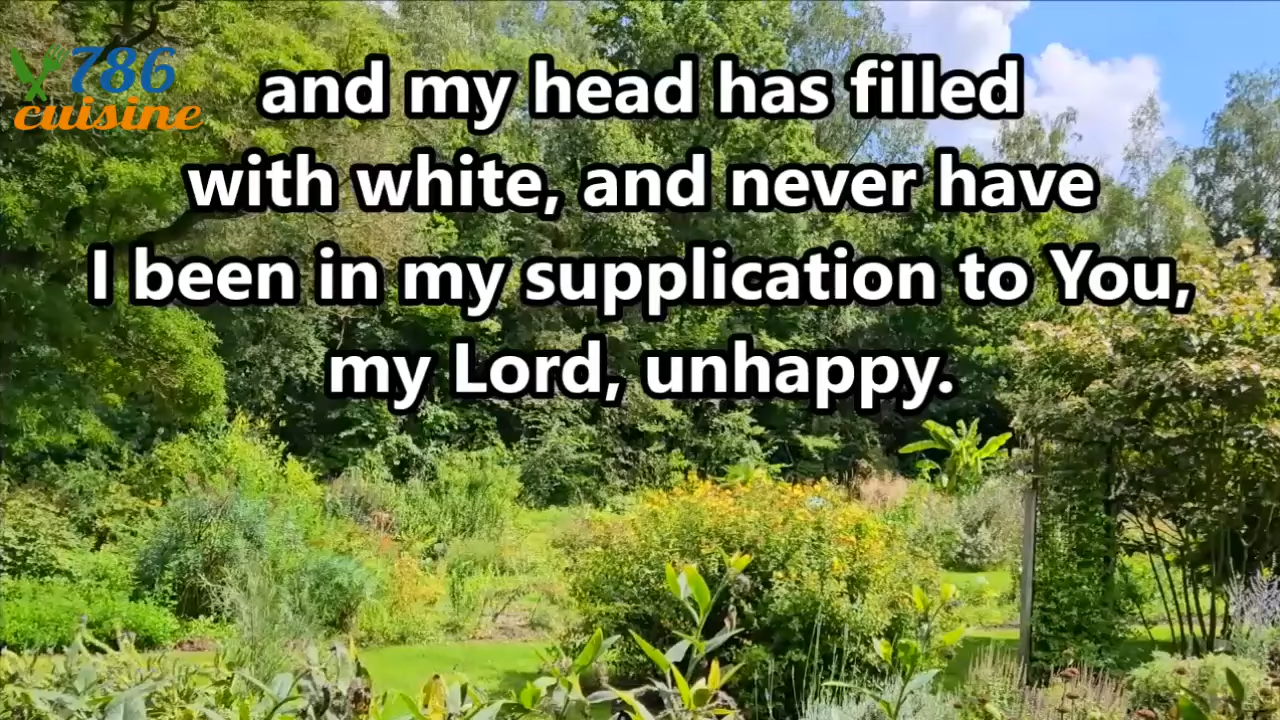 786
cuisine
and my head has filled
with white, and never have
I been in my supplication to You,
my Lord, unhappy.